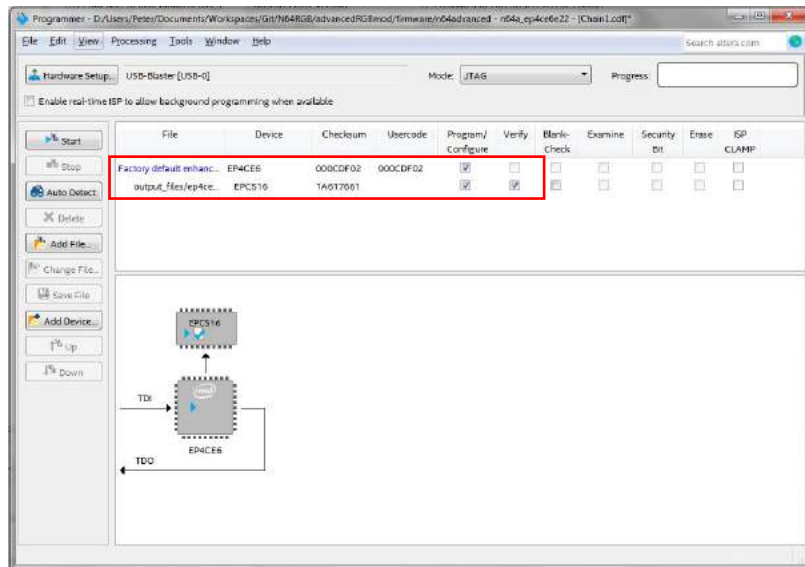 Programmer - D:/Users/Peter/Documents/Workspaces/Git/N64RGB/advancedRGBmod/firmware/n64advanced - n64a_ep4ce6e22 - [Chain1.cdf]*
File Edit View Processing Tools Window Help
Search altera.com
Hardware Setup... USB-Blaster [USB-0] Mode: JTAG Progress:
Enable real-time ISP to allow background programming when available
Start
Stop
Auto Detect
Delete
Add File...
Change File...
Save File
Add Device...
Up
Down
File Device Checksum Usercode Program/ Configure Verify Blank- Check Examine Security Bit Erase ISP CLAMP
Factory default enhanc... EP4CE6 000CDF02 000CDF02
output_files/ep4ce... EPCS16 1A617661
EPCS16
TDI
intel
EP4CE6
TDO